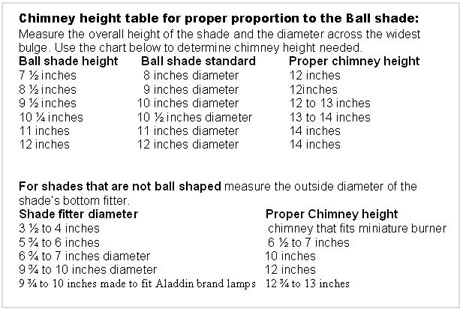 Chimney height table for proper proportion to the Ball shade:
Measure the overall height of the shade and the diameter across the widest
bulge. Use the chart below to determine chimney height needed.
Ball shade height Ball shade standard Proper chimney height
7 ½ inches 8 inches diameter 12 inches
8 ½ inches 9 inches diameter 12inches
9 ½ inches 10 inches diameter 12 to 13 inches
10 ¼ inches 10 ½ inches diameter 13 to 14 inches
11 inches 11 inches diameter 14 inches
12 inches 12 inches diameter 14 inches
For shades that are not ball shaped measure the outside diameter of the
shade's bottom fitter.
Shade fitter diameter Proper Chimney height
3 ½ to 4 inches chimney that fits miniature burner
5 ¾ to 6 inches 6 ½ to 7 inches
6 ¾ to 7 inches diameter 10 inches
9 ¾ to 10 inches diameter 12 inches
9 ¾ to 10 inches made to fit Aladdin brand lamps 12 ¾ to 13 inches